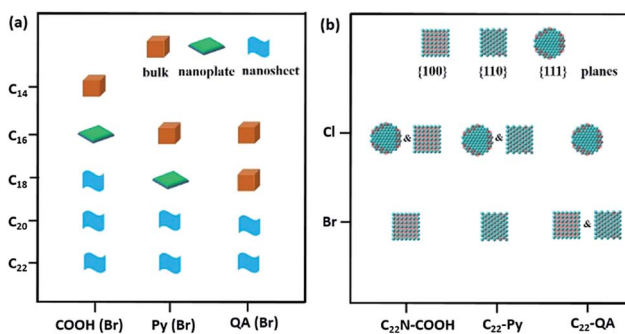 (a)
bulk nanoplate nanosheet
C₁₄
C₁₆
C₁₈
C₂₀
C₂₂
COOH (Br) Py (Br) QA (Br)
(b)
{100} {110} {111} planes
Cl & &
Br &
C₂₂N-COOH C₂₂-Py C₂₂-QA